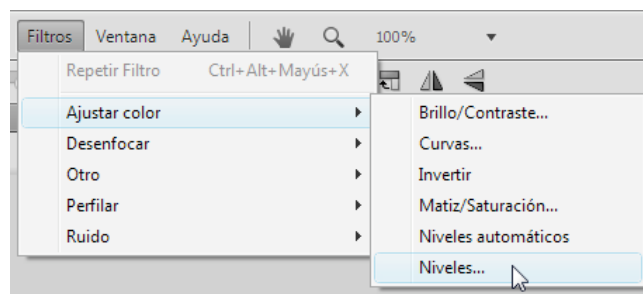 Filtros Ventana Ayuda 100%
Repetir Filtro Ctrl+Alt+Mayús+X
Ajustar color
Desenfocar
Otro
Perfilar
Ruido
Brillo/Contraste...
Curvas...
Invertir
Matiz/Saturación...
Niveles automáticos
Niveles...